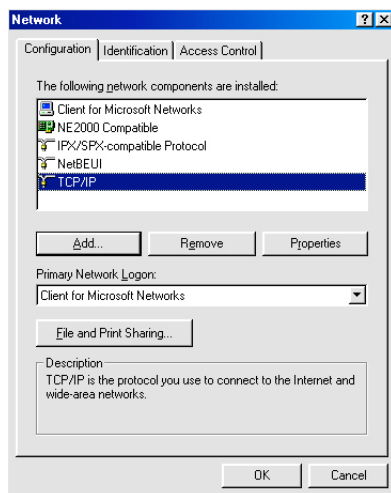 Network
Configuration Identification Access Control
The following network components are installed:
Client for Microsoft Networks
NE2000 Compatible
IPX/SPX-compatible Protocol
NetBEUI
TCP/IP
Add... Remove Properties
Primary Network Logon:
Client for Microsoft Networks
File and Print Sharing...
Description
TCP/IP is the protocol you use to connect to the Internet and
wide-area networks.
OK Cancel